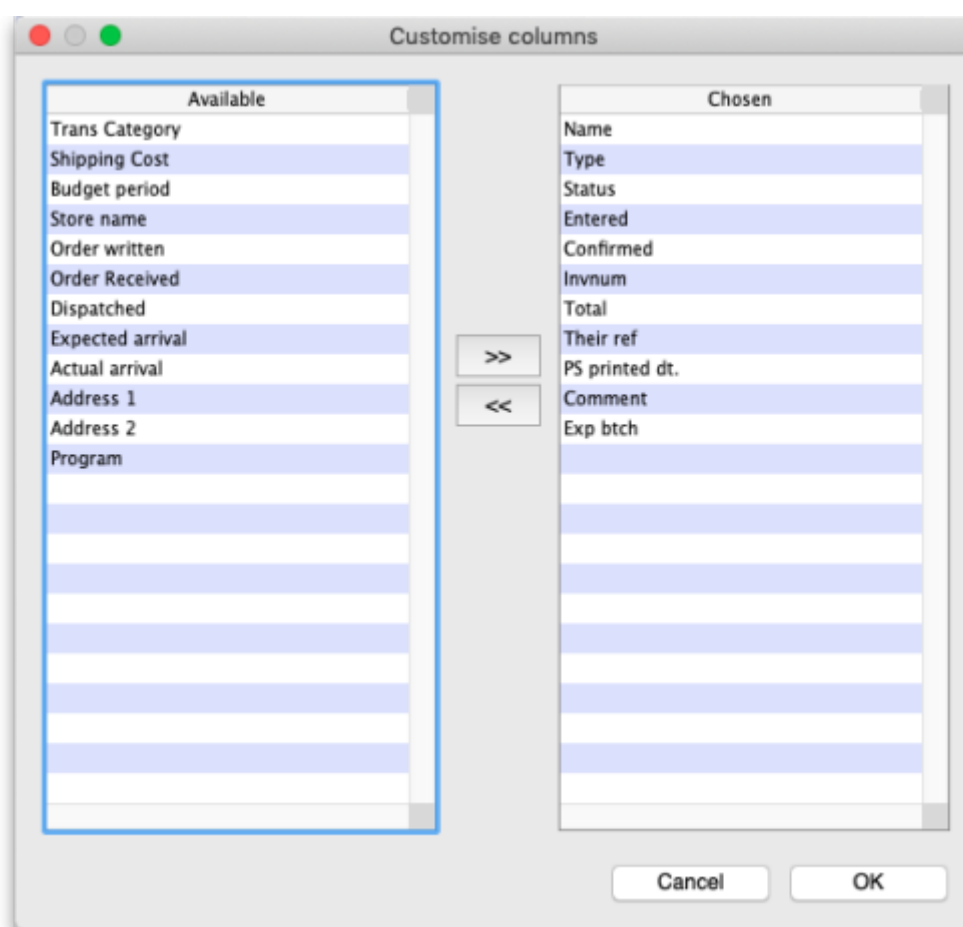 Customise columns
Available
Trans Category
Shipping Cost
Budget period
Store name
Order written
Order Received
Dispatched
Expected arrival
Actual arrival
Address 1
Address 2
Program
>>
<<
Chosen
Name
Type
Status
Entered
Confirmed
Invnum
Total
Their ref
PS printed dt.
Comment
Exp btch
Cancel
OK